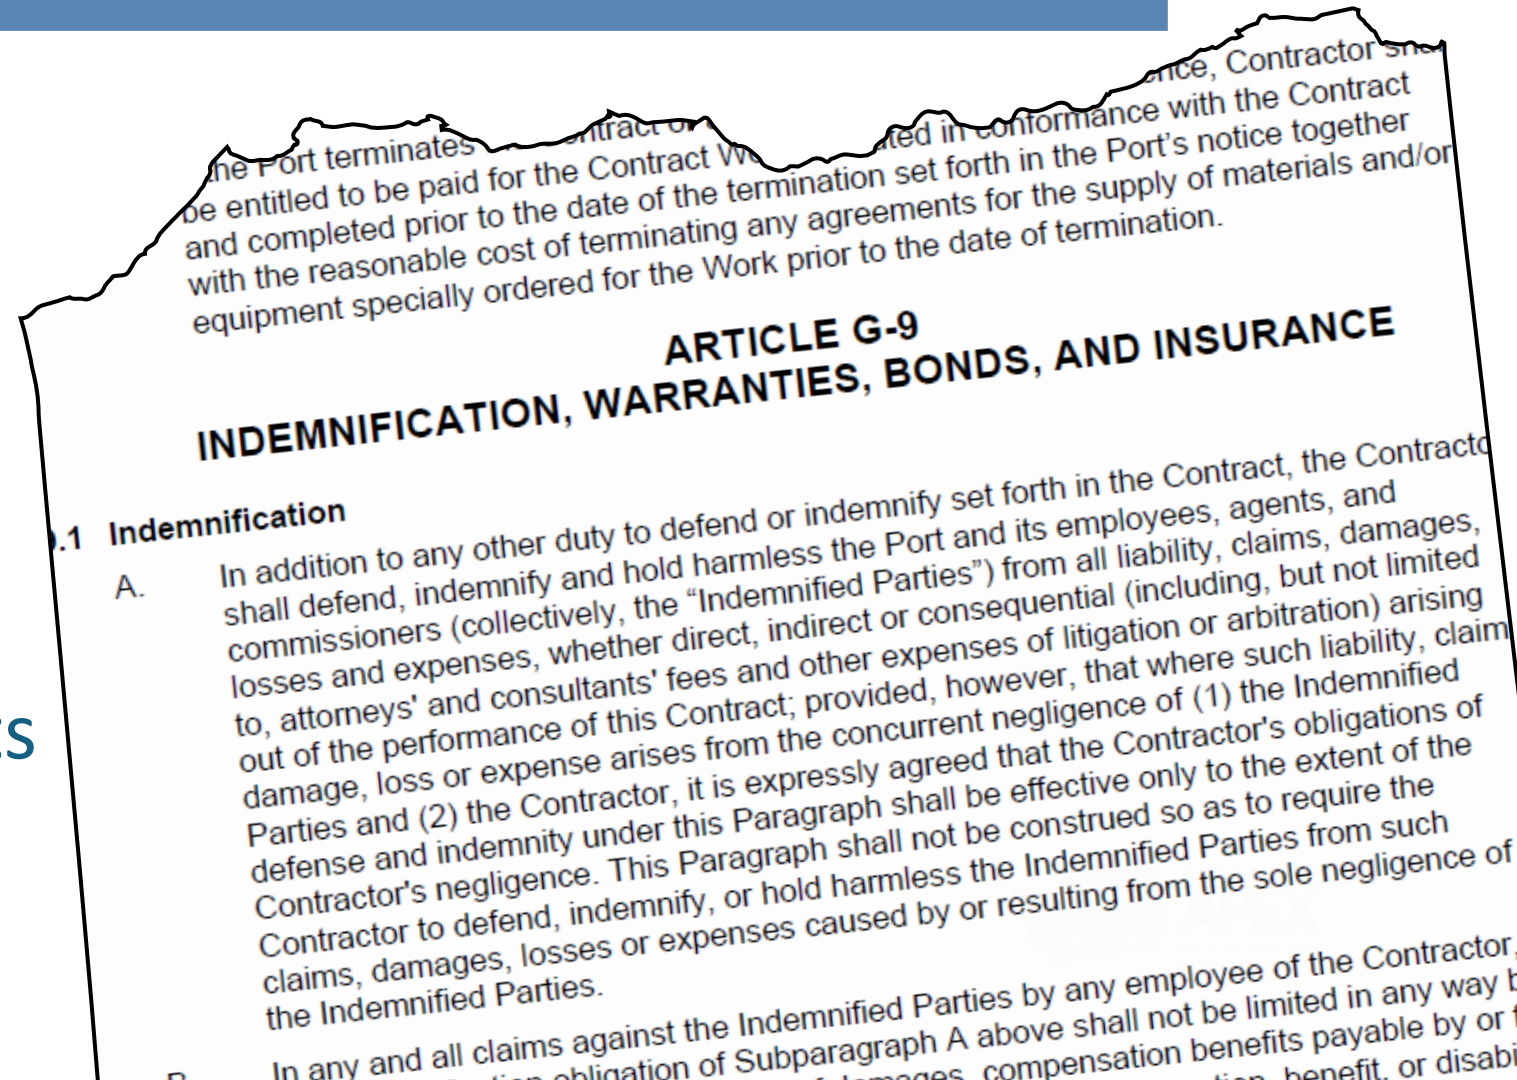 Contractor
the Port terminates
be entitled to be paid for the Contract in conformance with the Contract
and completed prior to the date of the termination set forth in the Port's notice together
with the reasonable cost of terminating any agreements for the supply of materials and/or
equipment specially ordered for the Work prior to the date of termination.
ARTICLE G-9
INDEMNIFICATION, WARRANTIES, BONDS, AND INSURANCE
.1 Indemnification
A. In addition to any other duty to defend or indemnify set forth in the Contract, the Contracto
shall defend, indemnify and hold harmless the Port and its employees, agents, and
commissioners (collectively, the “Indemnified Parties”) from all liability, claims, damages,
losses and expenses, whether direct, indirect or consequential (including, but not limited
to, attorneys' and consultants' fees and other expenses of litigation or arbitration) arising
out of the performance of this Contract; provided, however, that where such liability, claim
damage, loss or expense arises from the concurrent negligence of (1) the Indemnified
Parties and (2) the Contractor, it is expressly agreed that the Contractor's obligations of
defense and indemnity under this Paragraph shall be effective only to the extent of the
Contractor's negligence. This Paragraph shall not be construed so as to require the
Contractor to defend, indemnify, or hold harmless the Indemnified Parties from such
claims, damages, losses or expenses caused by or resulting from the sole negligence of
the Indemnified Parties.
In any and all claims against the Indemnified Parties by any employee of the Contractor,
obligation of Subparagraph A above shall not be limited in any way
damages, compensation benefits payable by or
benefit, or
ts
APEX